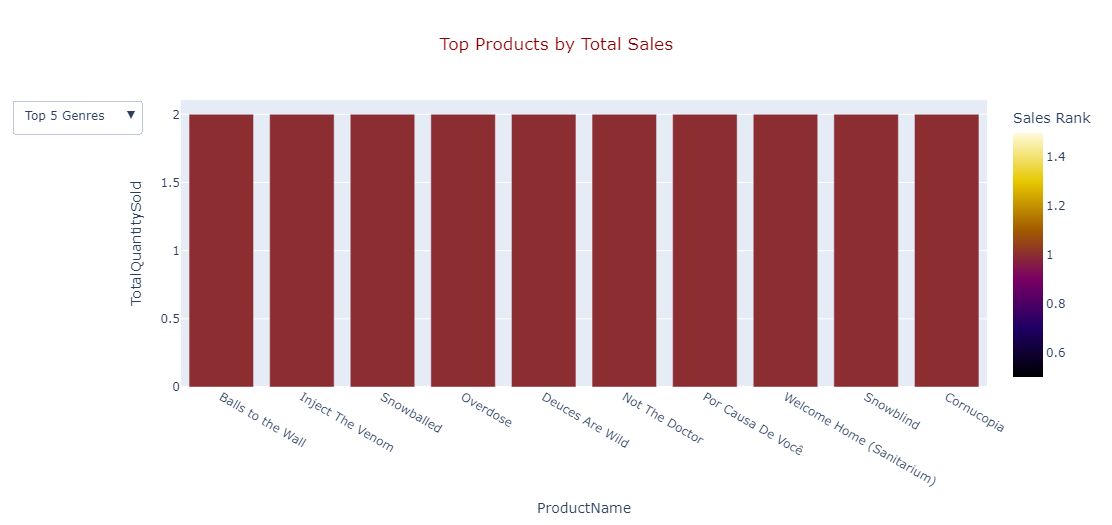 Top Products by Total Sales
Top 5 Genres ▼
Sales Rank
TotalQuantitySold
2
1.5
1
0.5
0
1.4
1.2
1
0.8
0.6
Balls to the Wall
Inject The Venom
Snowballed
Overdose
Deuces Are Wild
Not The Doctor
Por Causa De Você
Welcome Home (Sanitarium)
Snowblind
Cornucopia
ProductName